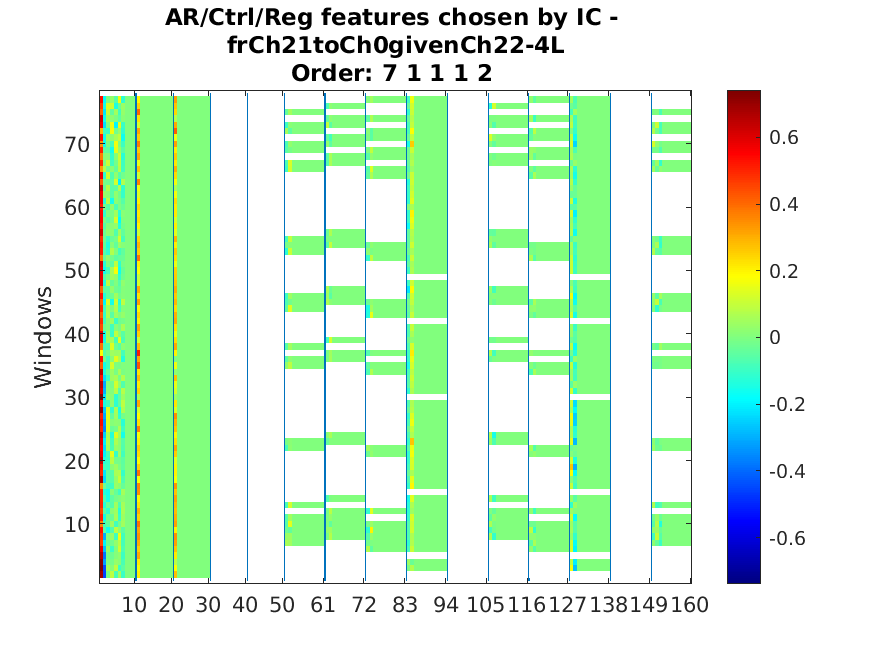 AR/Ctrl/Reg features chosen by IC -
frCh21toCh0givenCh22-4L
Order: 7 1 1 1 2
Windows
70
60
50
40
30
20
10
10 20 30 40 50 61 72 83 94 105 116 127 138 149 160
0.6
0.4
0.2
0
-0.2
-0.4
-0.6